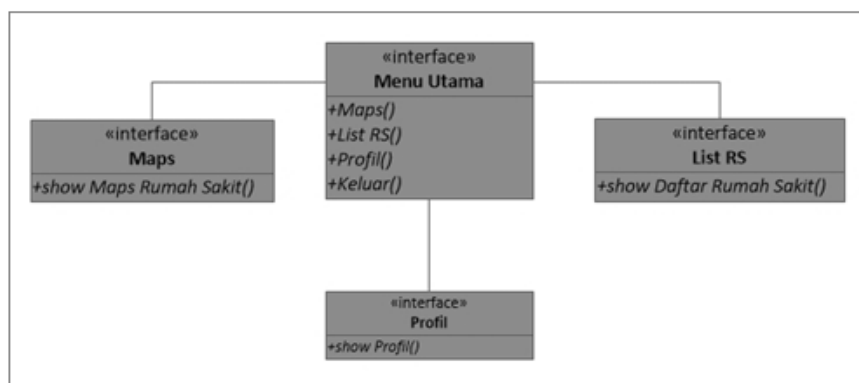 «interface»
Menu Utama
+Maps()
+List RS()
+Profil()
+Keluar()
«interface»
Maps
+show Maps Rumah Sakit()
«interface»
List RS
+show Daftar Rumah Sakit()
«interface»
Profil
+show Profil()